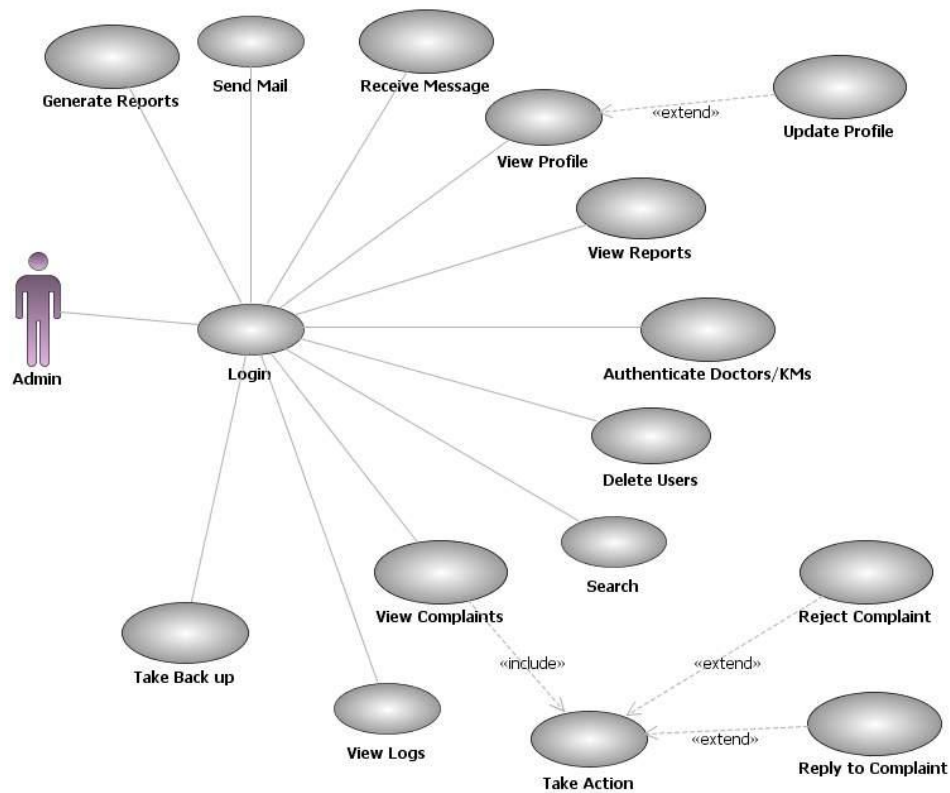 Generate Reports
Send Mail
Receive Message
«extend»
Update Profile
View Profile
View Reports
Admin
Login
Authenticate Doctors/KMs
Delete Users
Search
View Complaints
Reject Complaint
«include»
«extend»
Take Back up
View Logs
«extend»
Take Action
Reply to Complaint